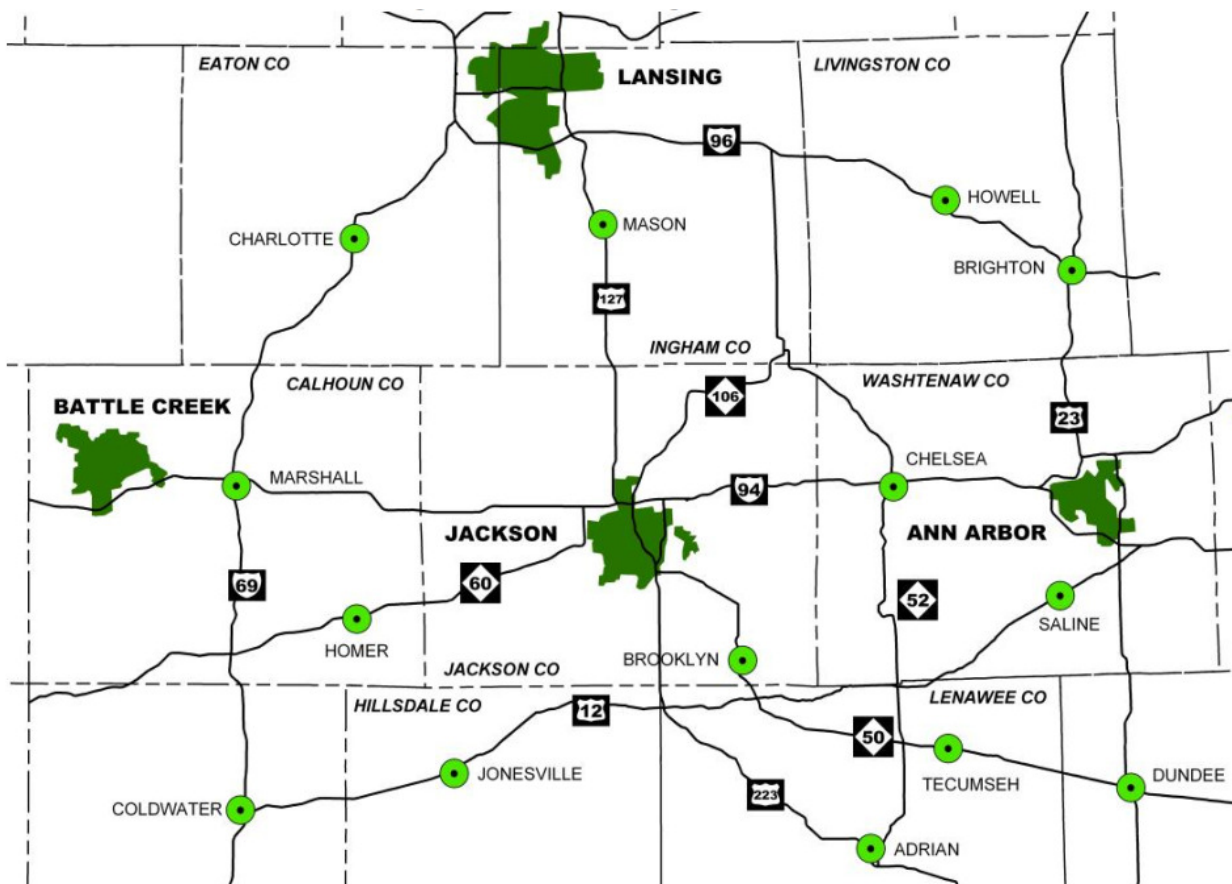 EATON CO
LANSING
LIVINGSTON CO
96
HOWELL
CHARLOTTE
MASON
BRIGHTON
127
INGHAM CO
CALHOUN CO
106
WASHTENAW CO
BATTLE CREEK
23
CHELSEA
MARSHALL
94
JACKSON
ANN ARBOR
69
60
52
SALINE
HOMER
BROOKLYN
JACKSON CO
HILLSDALE CO
12
LENAWEE CO
50
JONESVILLE
TECUMSEH
DUNDEE
223
COLDWATER
ADRIAN